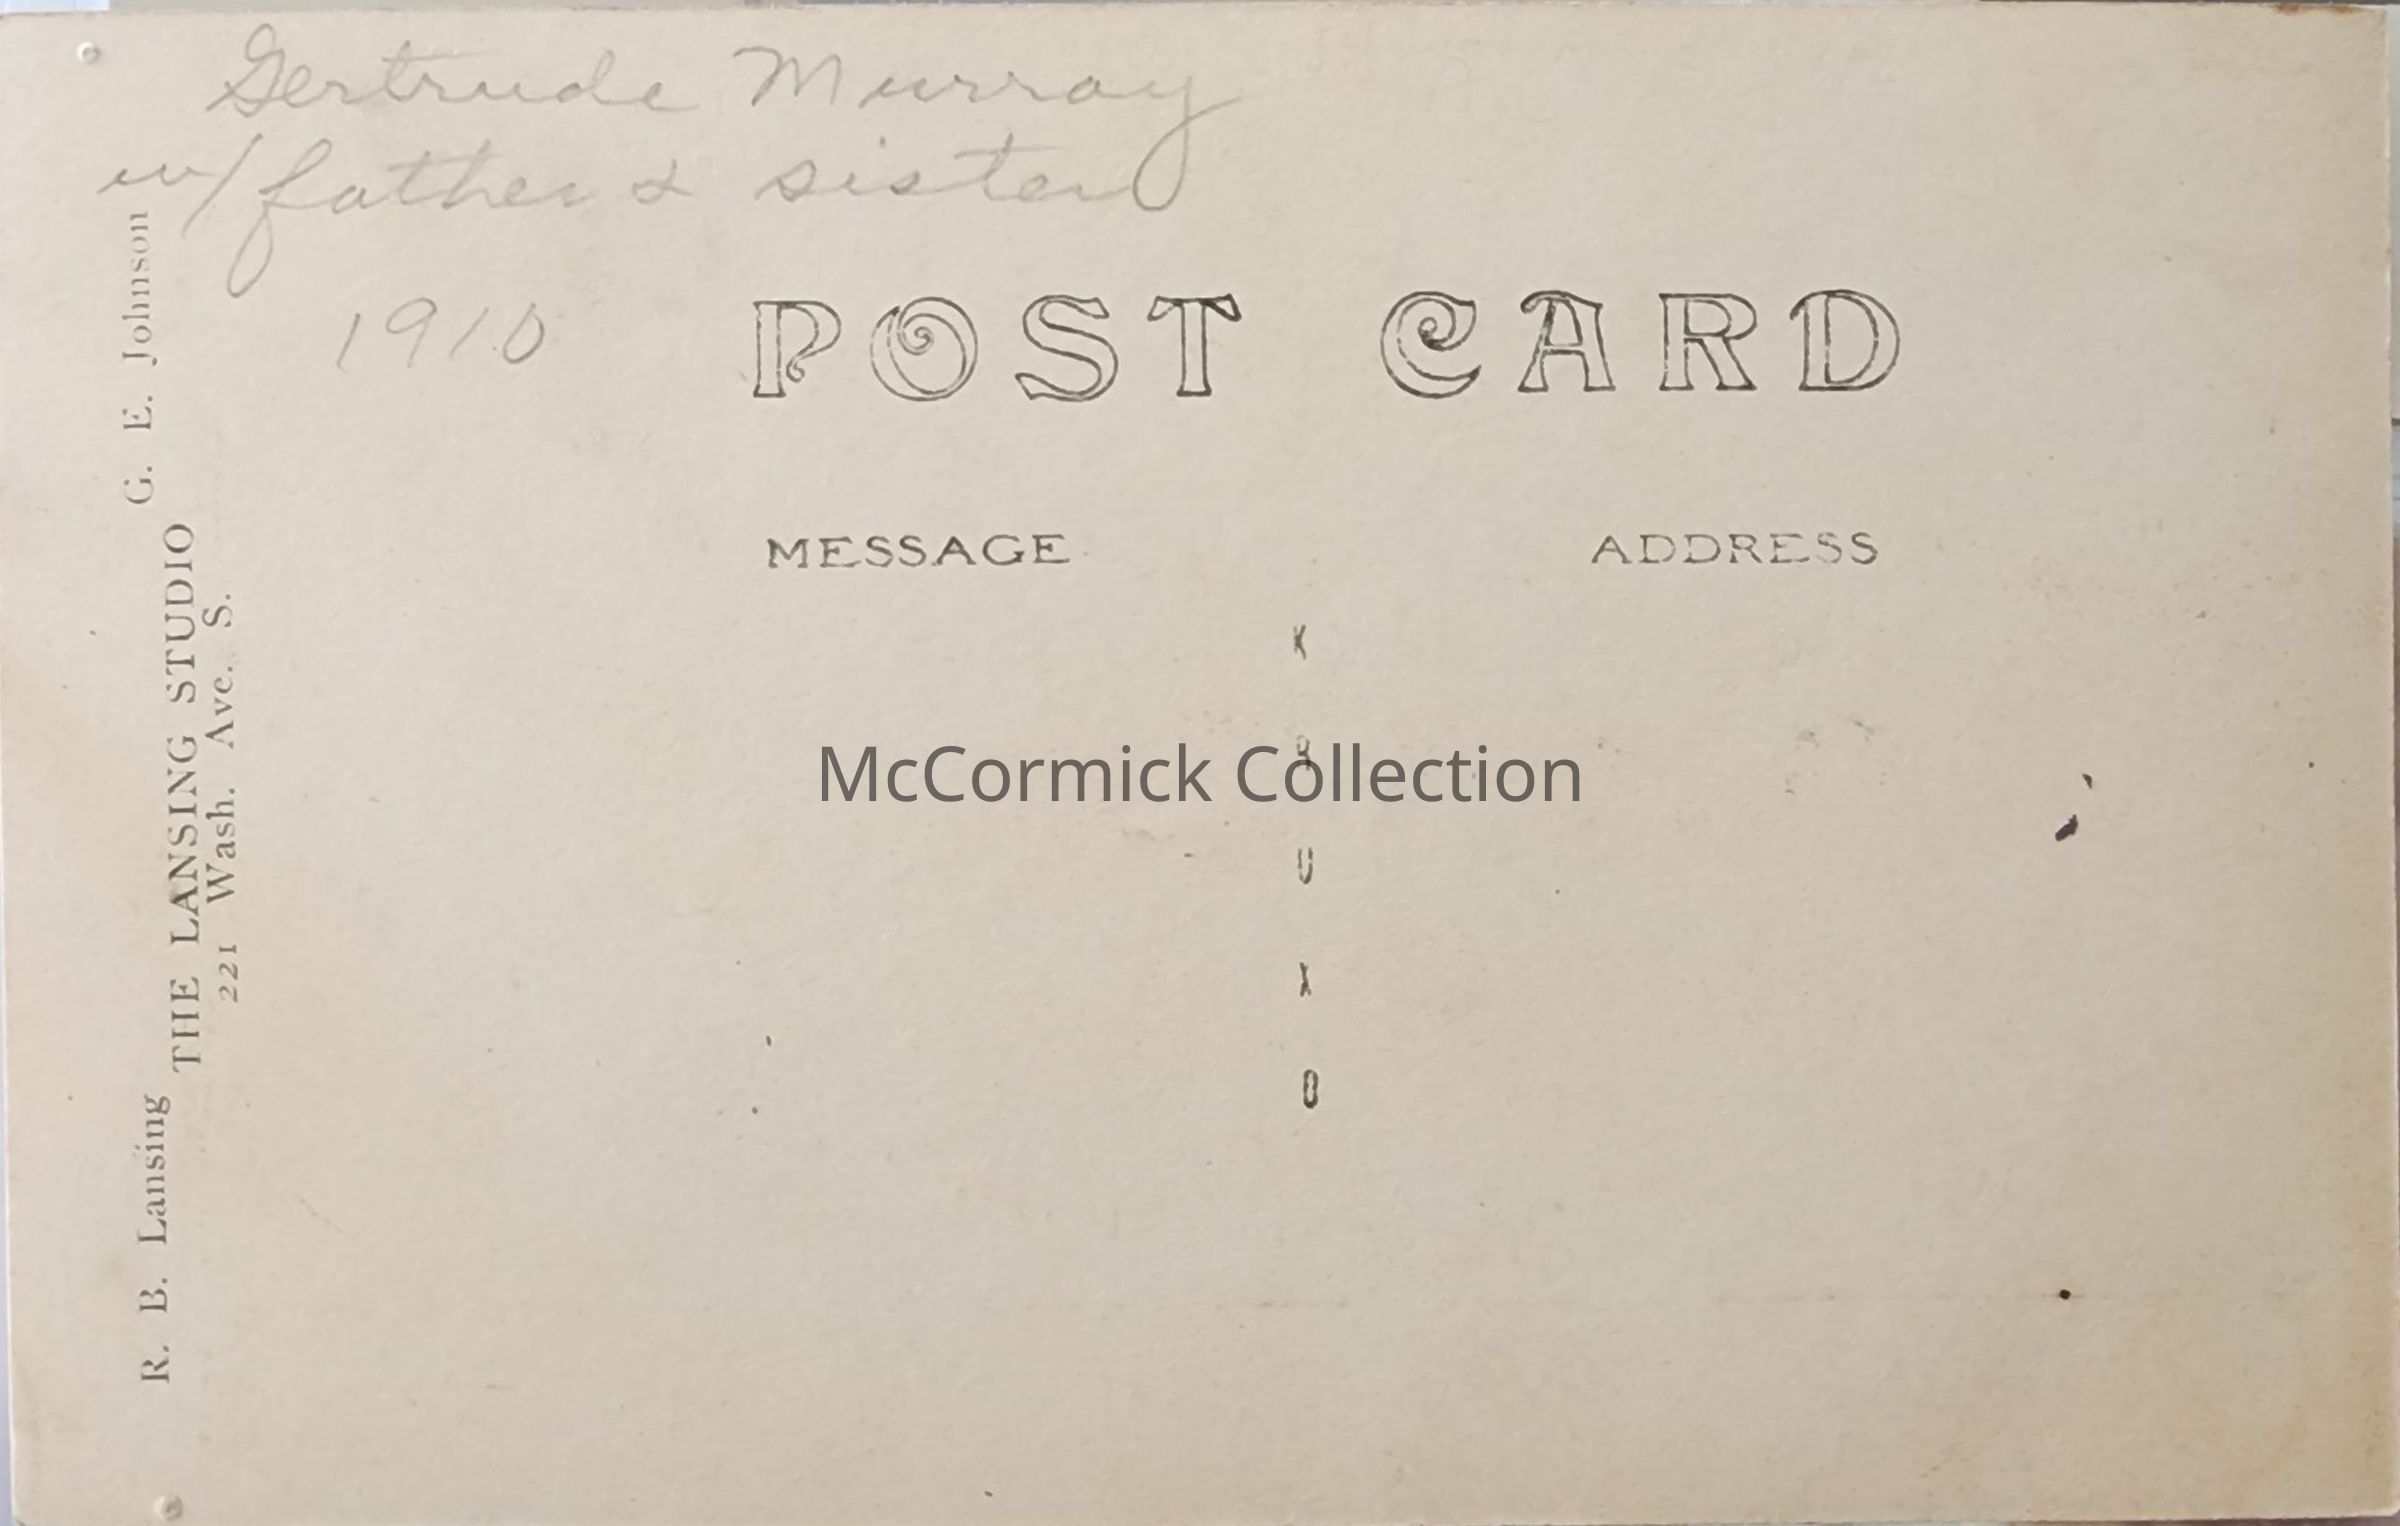 Gertrude Murray
w/ father & sister
1910
POST CARD
MESSAGE
ADDRESS
K
R
U
X
O
McCormick Collection
R. B. Lansing
G. E. Johnson
THE LANSING STUDIO
221 Wash. Ave. S.